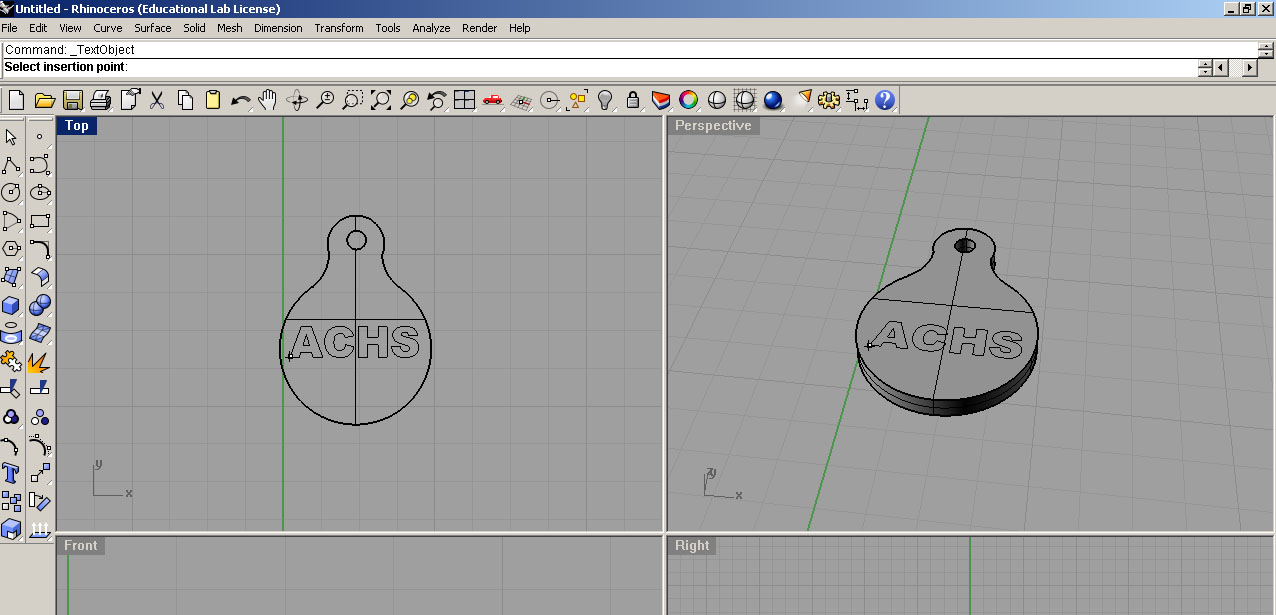 Untitled - Rhinoceros (Educational Lab License)
File Edit View Curve Surface Solid Mesh Dimension Transform Tools Analyze Render Help
Command: _TextObject
Select insertion point:
Top
Perspective
ACHS
ACHS
y
x
z
y
x
Front
Right